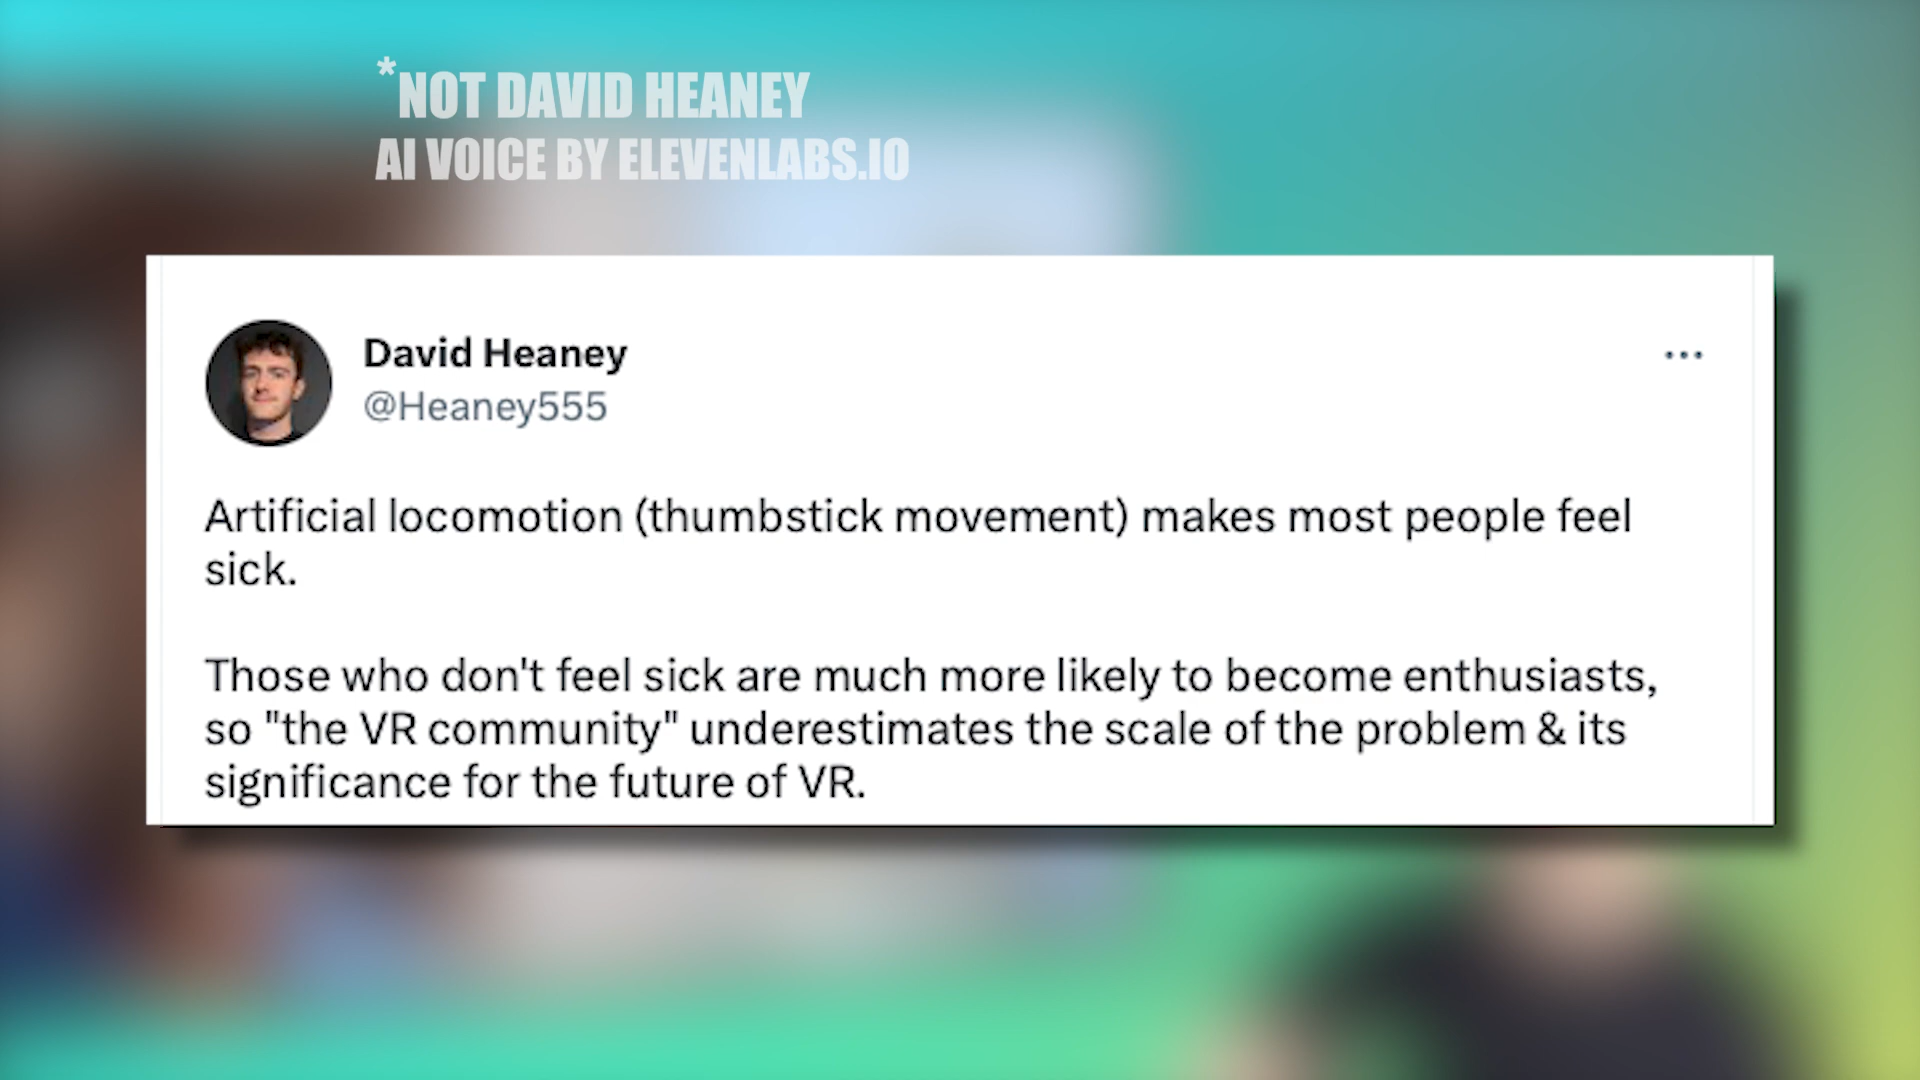 *NOT DAVID HEANEY
AI VOICE BY ELEVENLABS.IO
David Heaney
@Heaney555
Artificial locomotion (thumbstick movement) makes most people feel
sick.
Those who don't feel sick are much more likely to become enthusiasts,
so "the VR community" underestimates the scale of the problem & its
significance for the future of VR.